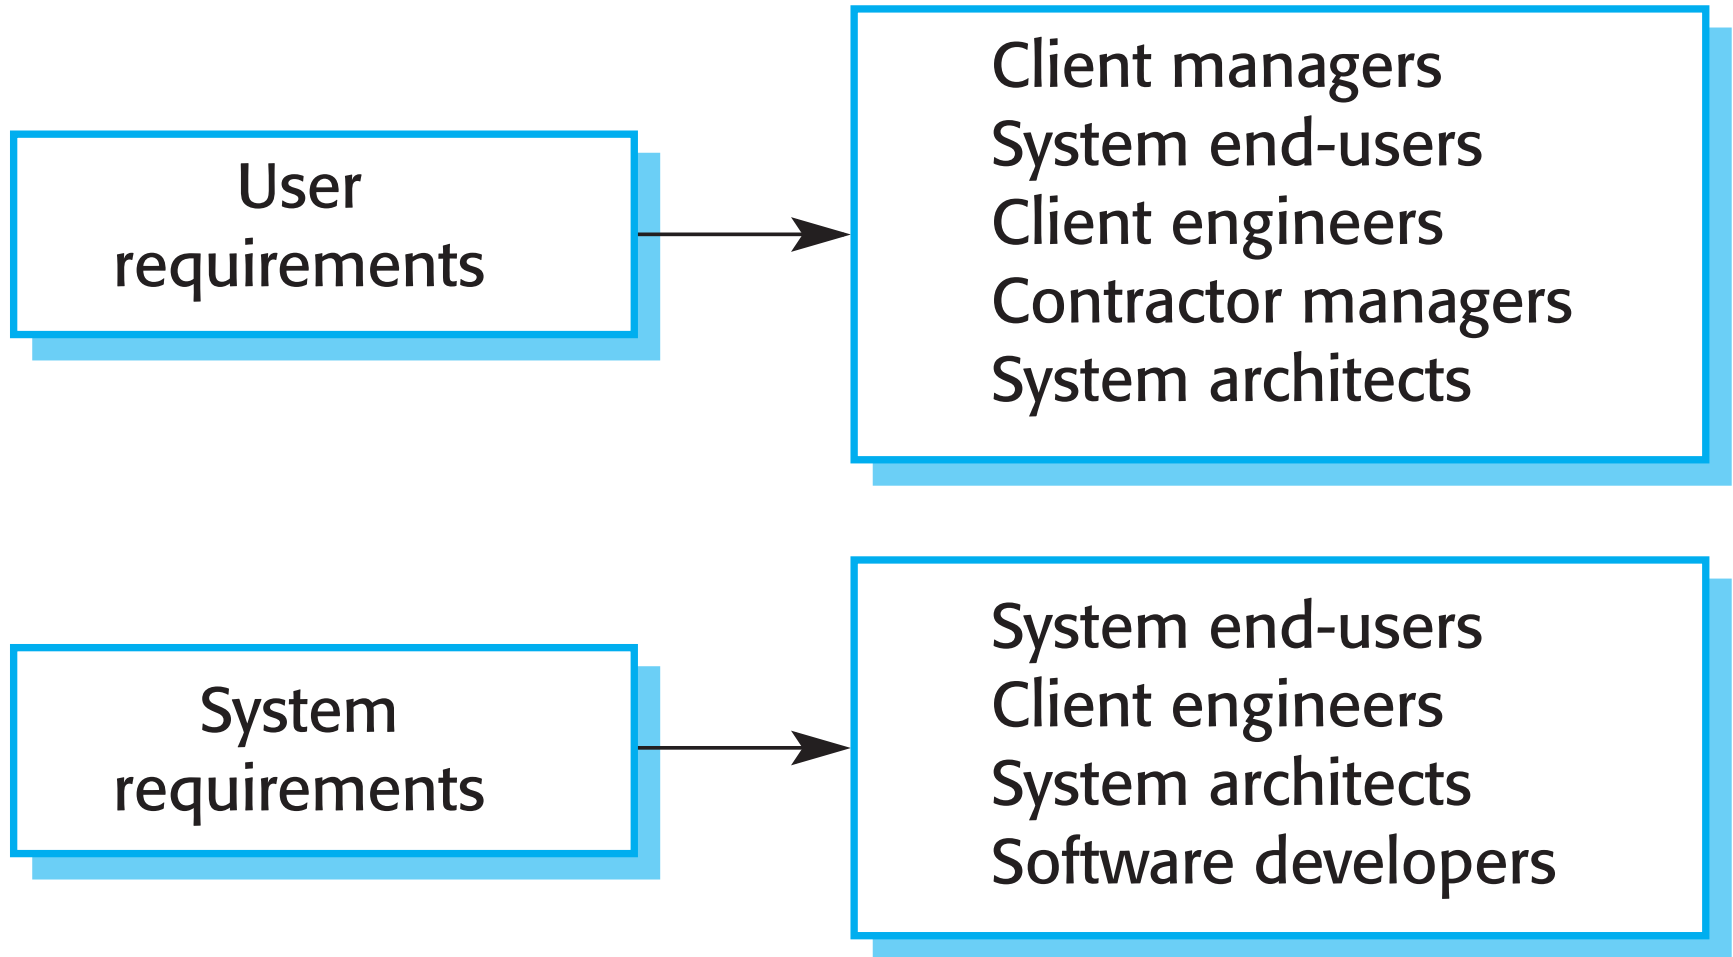 User
requirements
Client managers
System end-users
Client engineers
Contractor managers
System architects
System
requirements
System end-users
Client engineers
System architects
Software developers